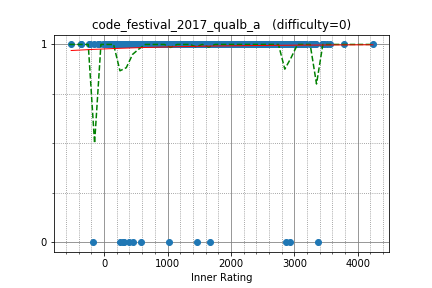 code_festival_2017_qualb_a (difficulty=0)
1
0
0 1000 2000 3000 4000
Inner Rating